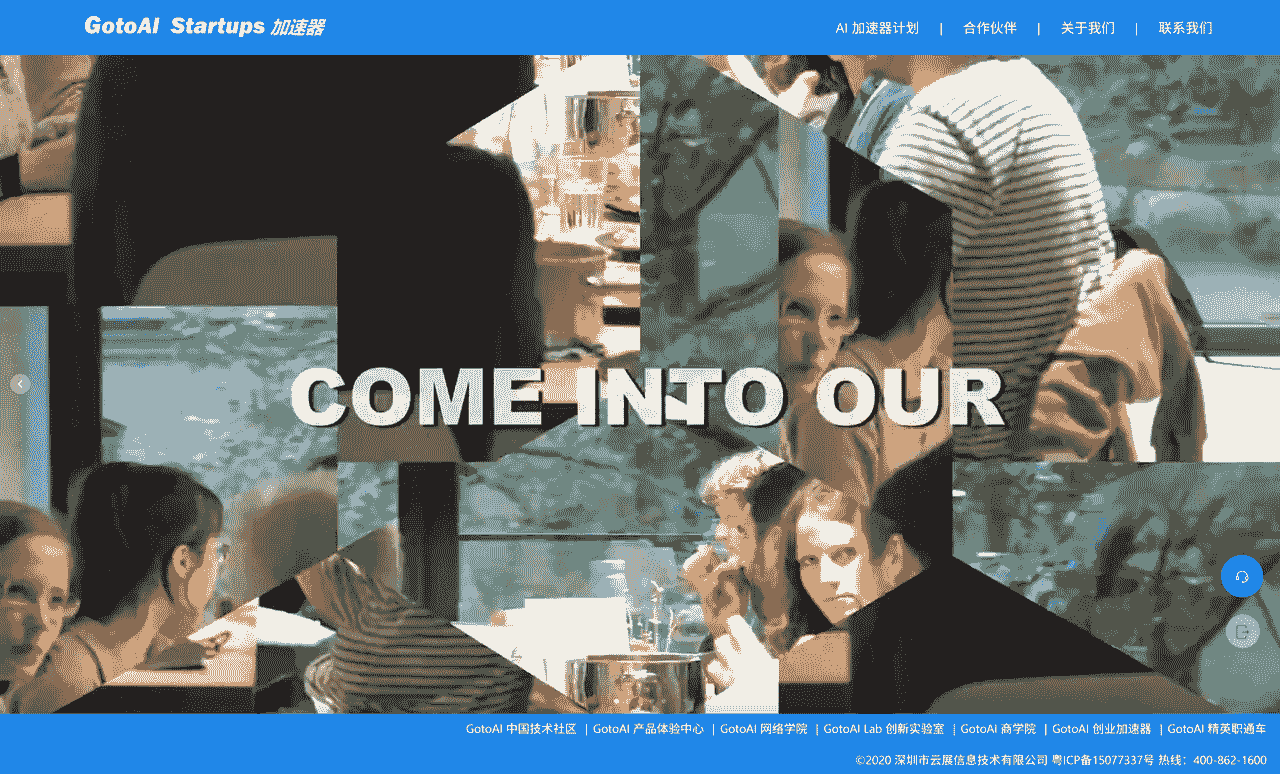 GotoAI Startups 加速器
AI 加速器计划 | 合作伙伴 | 关于我们 | 联系我们
COME INTO OUR
GotoAI 中国技术社区 | GotoAI 产品体验中心 | GotoAI 网络学院 | GotoAI Lab 创新实验室 | GotoAI 商学院 | GotoAI 创业加速器 | GotoAI 精英职通车
©2020 深圳市云展信息技术有限公司 粤ICP备15077337号 热线：400-862-1600